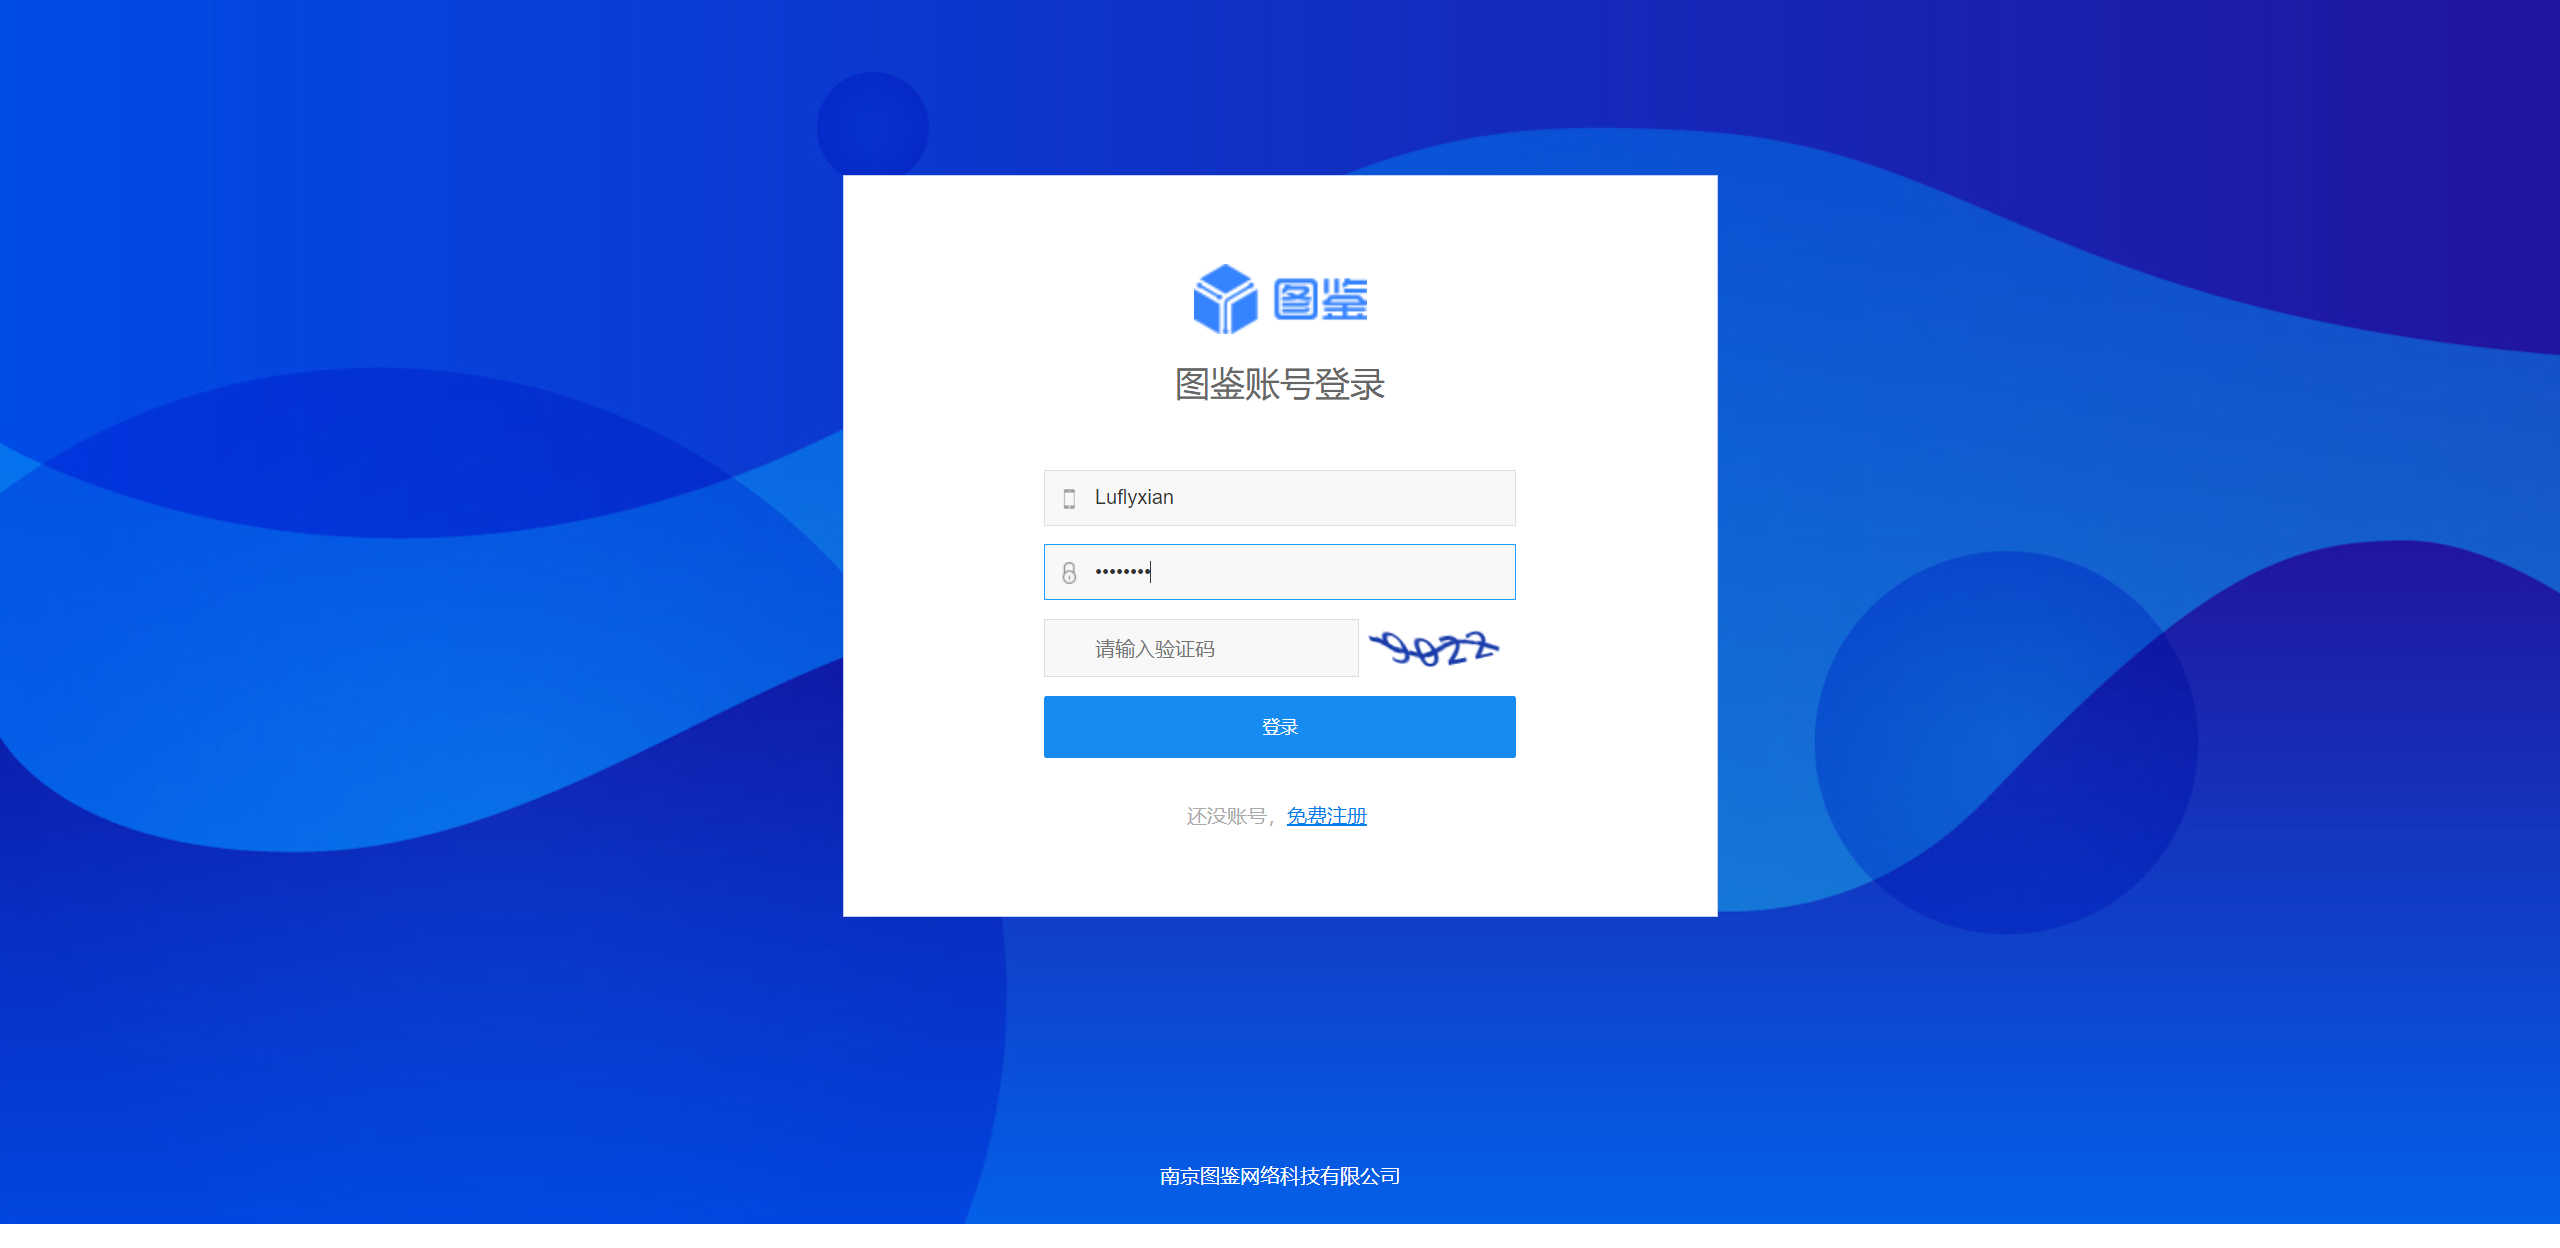 图鉴
图鉴账号登录
Luflyxian
••••••••
请输入验证码
9022
登录
还没账号，免费注册
南京图鉴网络科技有限公司